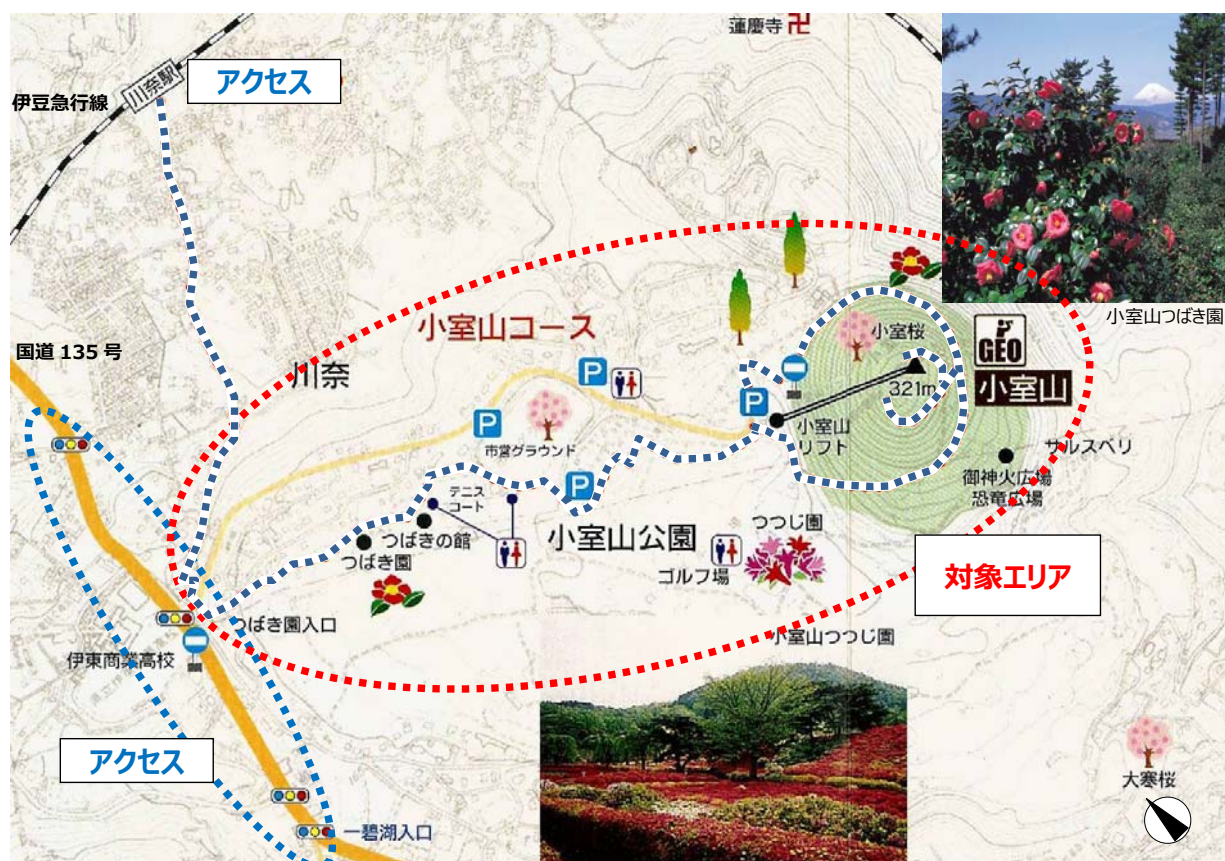 蓮慶寺
アクセス
川奈駅
伊豆急行線
小室山つばき園
小室山コース
小室桜
GEO
国道 135 号
川奈
P
321m
小室山
P
P
小室山
リフト
市営グラウンド
サルスベリ
御神火広場
恐竜広場
テニス
コート
P
つばきの館
小室山公園
つつじ園
つばき園
ゴルフ場
対象エリア
つばき園入口
小室山つつじ園
伊東商業高校
アクセス
大寒桜
一碧湖入口